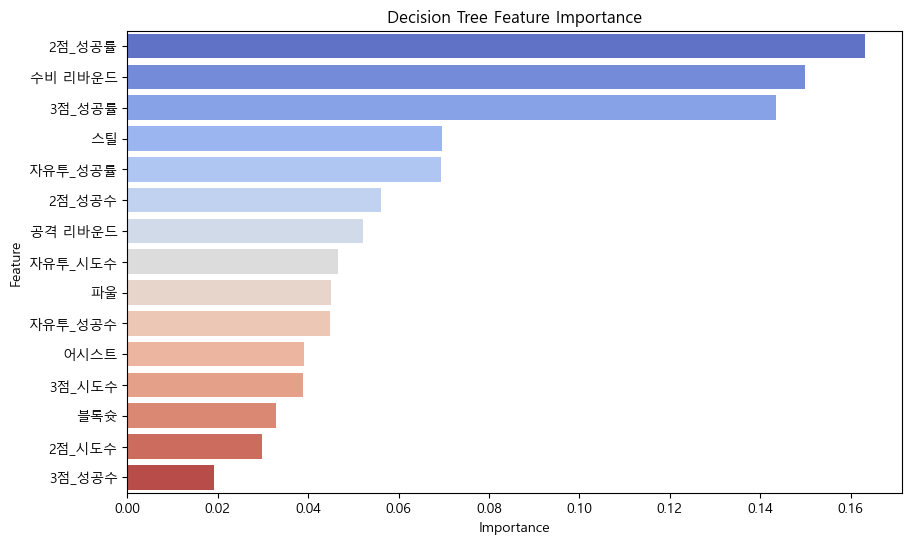 Decision Tree Feature Importance
Feature
2점_성공률
수비 리바운드
3점_성공률
스틸
자유투_성공률
2점_성공수
공격 리바운드
자유투_시도수
파울
자유투_성공수
어시스트
3점_시도수
블록슛
2점_시도수
3점_성공수
0.00 0.02 0.04 0.06 0.08 0.10 0.12 0.14 0.16
Importance